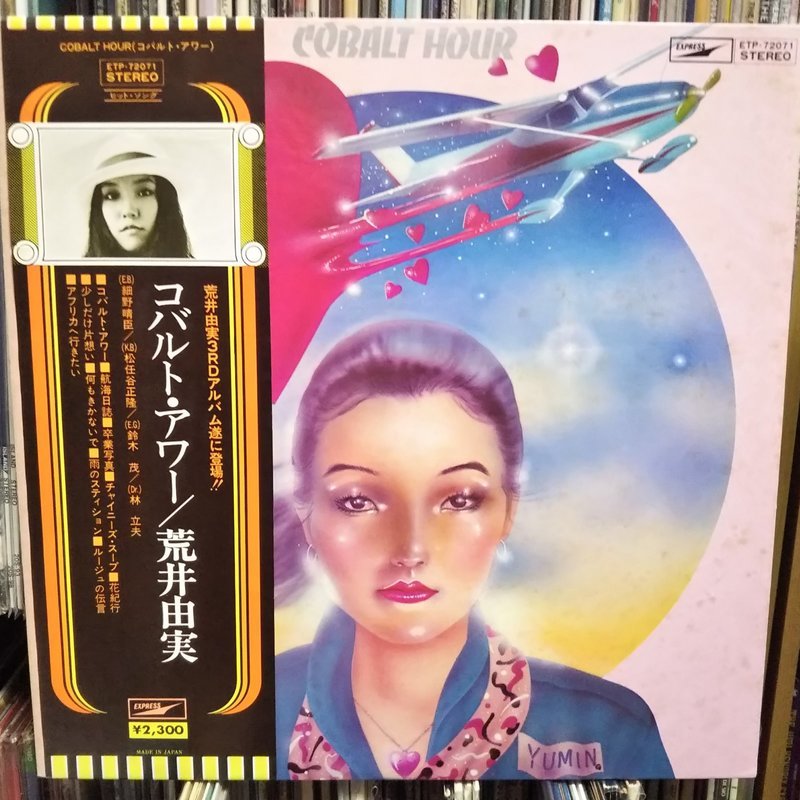 COBALT HOUR(コバルト・アワー)
ETP-72071
STEREO
ヒット・ソング
荒井由実3RDアルバム遂に登場!!
コバルト・アワー/荒井由実
(E.B)細野晴臣/(K.B)松任谷正隆/(E.G)鈴木 茂/(Dr.)林 立夫
■コバルト・アワー■航海日誌■卒業写真■チャイニーズ・スープ■花紀行
■少しだけ片想い■何もきかないで■雨のスティション■ルージュの伝言
■アフリカへ行きたい
EXPRESS
¥2,300
MADE IN JAPAN
COBALT HOUR
EXPRESS
ETP-72071
STEREO
YUMIN